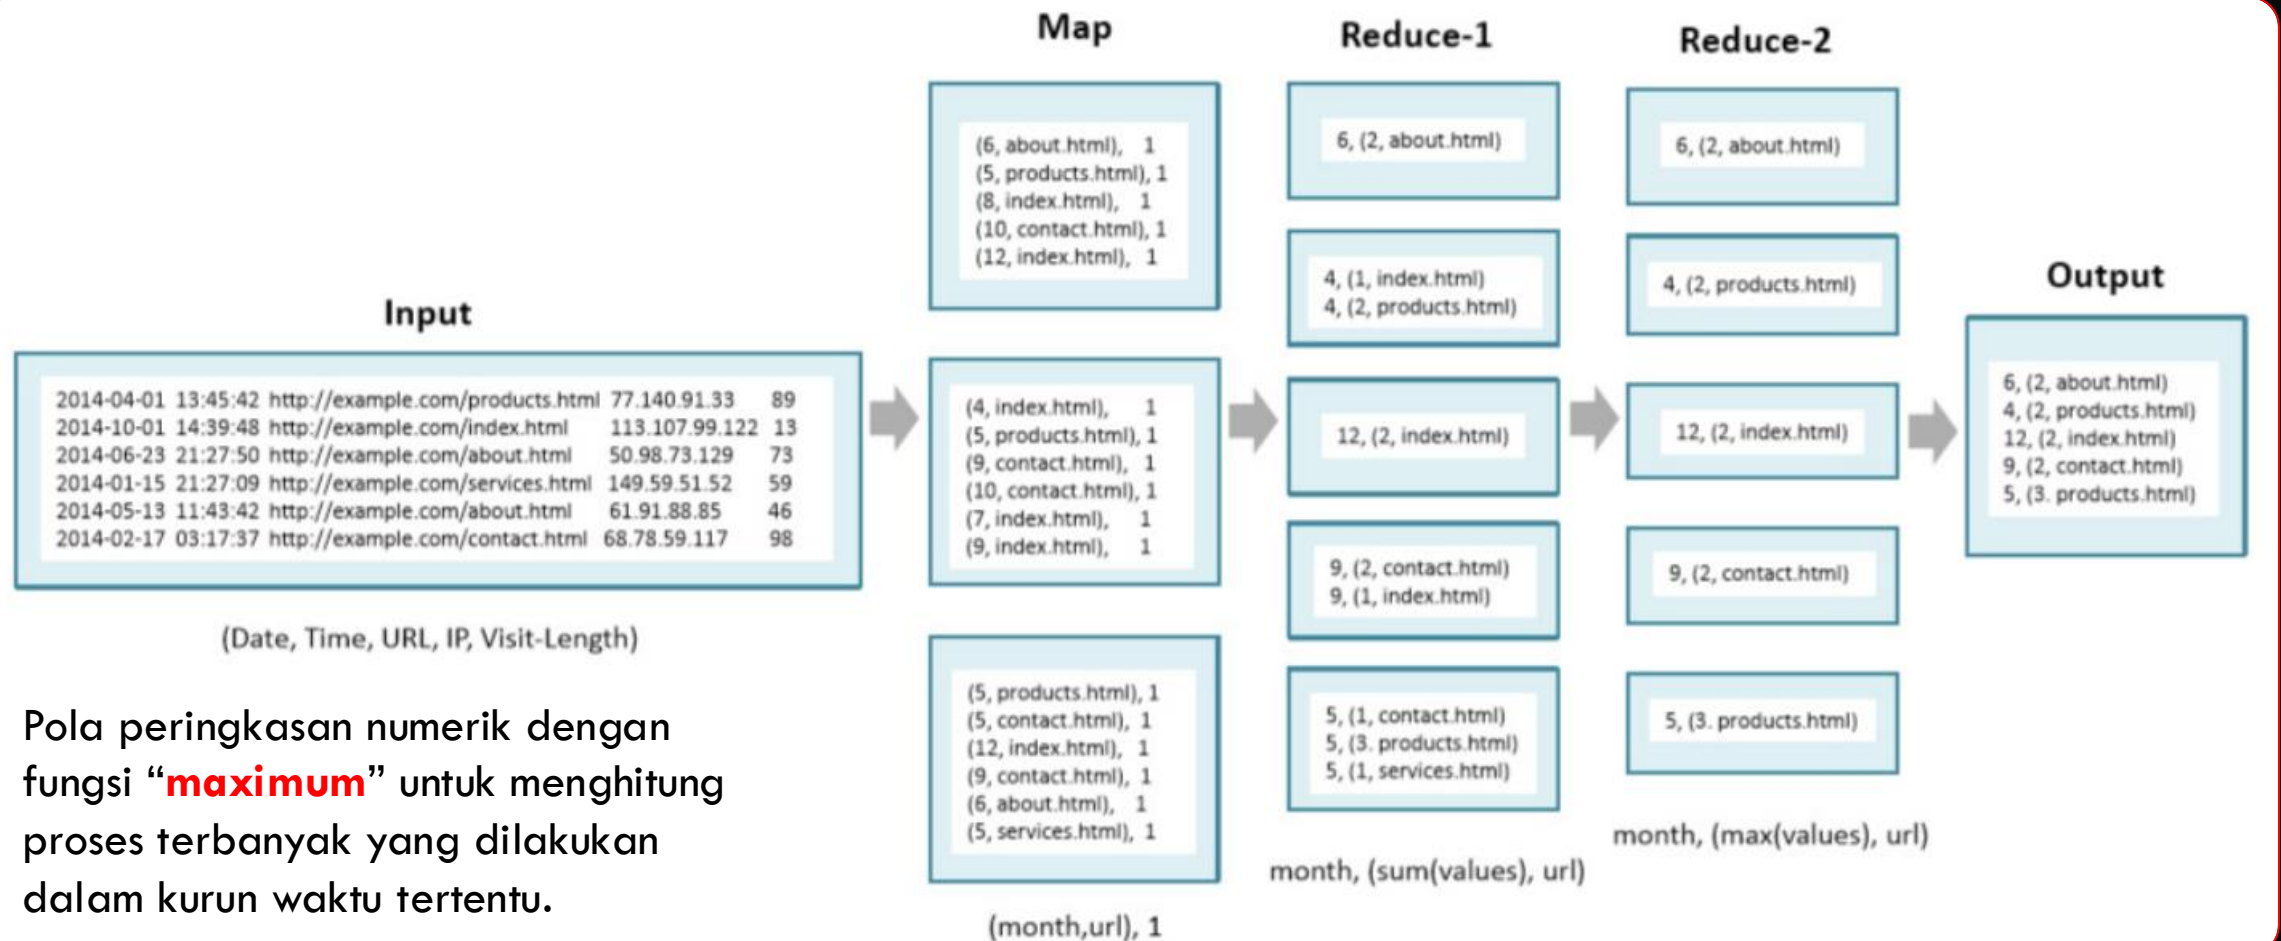 Input
2014-04-01 13:45:42 http://example.com/products.html 77.140.91.33 89
2014-10-01 14:39:48 http://example.com/index.html 113.107.99.122 13
2014-06-23 21:27:50 http://example.com/about.html 50.98.73.129 73
2014-01-15 21:27:09 http://example.com/services.html 149.59.51.52 59
2014-05-13 11:43:42 http://example.com/about.html 61.91.88.85 46
2014-02-17 03:17:37 http://example.com/contact.html 68.78.59.117 98
(Date, Time, URL, IP, Visit-Length)
Pola peringkasan numerik dengan
fungsi “maximum” untuk menghitung
proses terbanyak yang dilakukan
dalam kurun waktu tertentu.
Map
(6, about.html), 1
(5, products.html), 1
(8, index.html), 1
(10, contact.html), 1
(12, index.html), 1
(4, index.html), 1
(5, products.html), 1
(9, contact.html), 1
(10, contact.html), 1
(7, index.html), 1
(9, index.html), 1
(5, products.html), 1
(5, contact.html), 1
(12, index.html), 1
(9, contact.html), 1
(6, about.html), 1
(5, services.html), 1
(month,url), 1
Reduce-1
6, (2, about.html)
4, (1, index.html)
4, (2, products.html)
12, (2, index.html)
9, (2, contact.html)
9, (1, index.html)
5, (1, contact.html)
5, (3. products.html)
5, (1, services.html)
month, (sum(values), url)
Reduce-2
6, (2, about.html)
4, (2, products.html)
12, (2, index.html)
9, (2, contact.html)
5, (3. products.html)
month, (max(values), url)
Output
6, (2, about.html)
4, (2, products.html)
12, (2, index.html)
9, (2, contact.html)
5, (3. products.html)